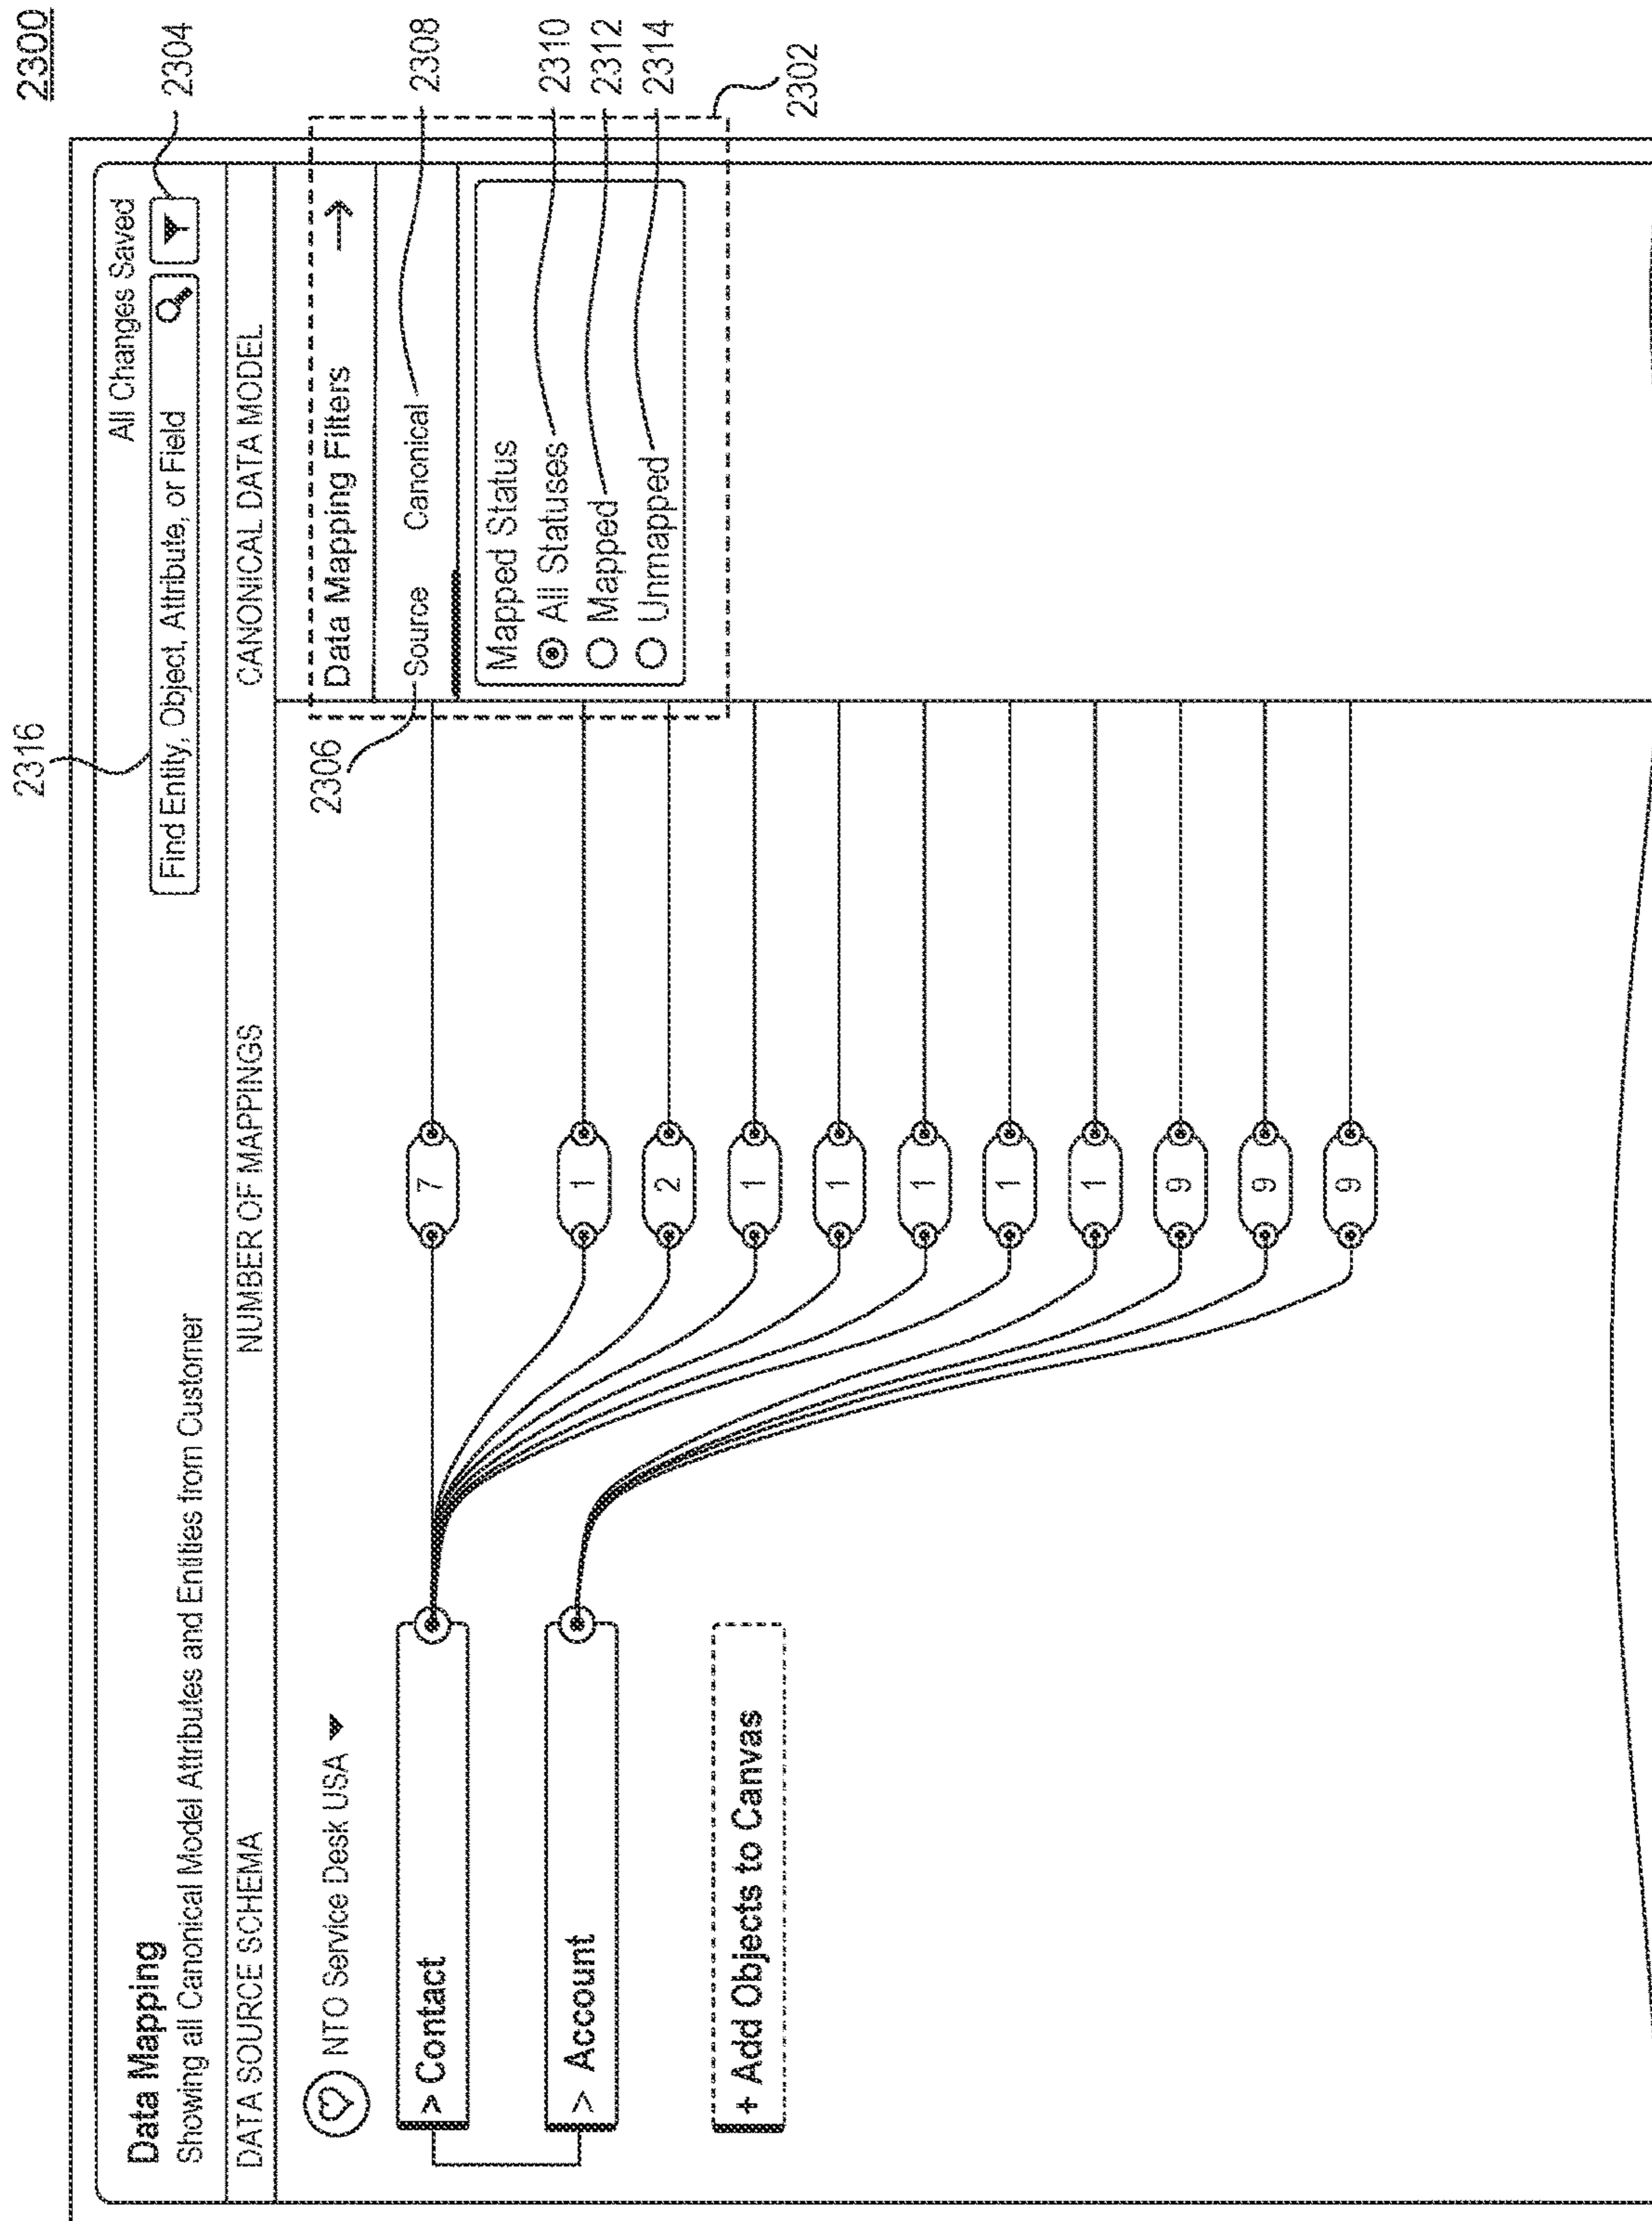 2300
2316
2304
Data Mapping
All Changes Saved
Showing all Canonical Model Attributes and Entities from Customer
Find Entity, Object, Attribute, or Field
DATA SOURCE SCHEMA
NUMBER OF MAPPINGS
CANONICAL DATA MODEL
NTO Service Desk USA
2306
Data Mapping Filters
> Contact
7
Source
Canonical
2308
Mapped Status
> Account
1
All Statuses
2310
Mapped
2312
2
Unmapped
2314
+ Add Objects to Canvas
1
2302
1
1
1
1
9
9
9